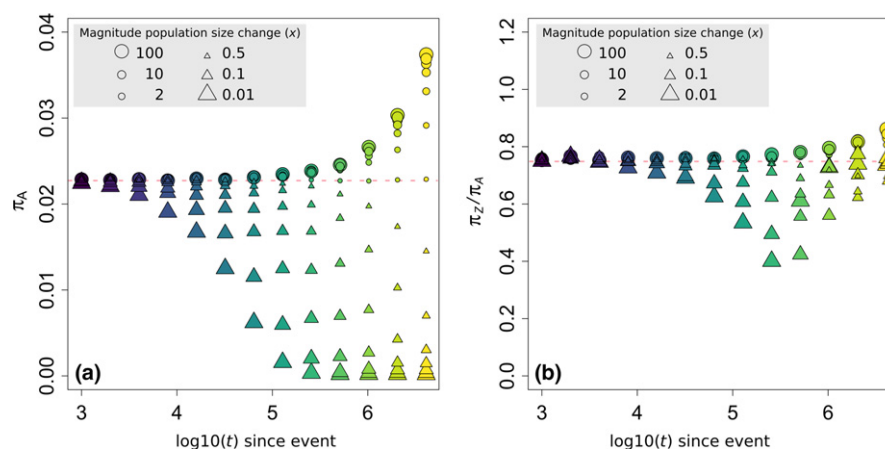 Magnitude population size change (x)
100 0.5
10 0.1
2 0.01
πA
0.00 0.01 0.02 0.03 0.04
(a)
3 4 5 6
log10(t) since event
Magnitude population size change (x)
100 0.5
10 0.1
2 0.01
πZ/πA
0.0 0.2 0.4 0.6 0.8 1.0 1.2
(b)
3 4 5 6
log10(t) since event